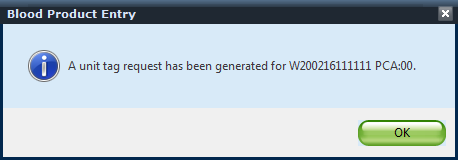 Blood Product Entry
A unit tag request has been generated for W200216111111 PCA:00.
OK